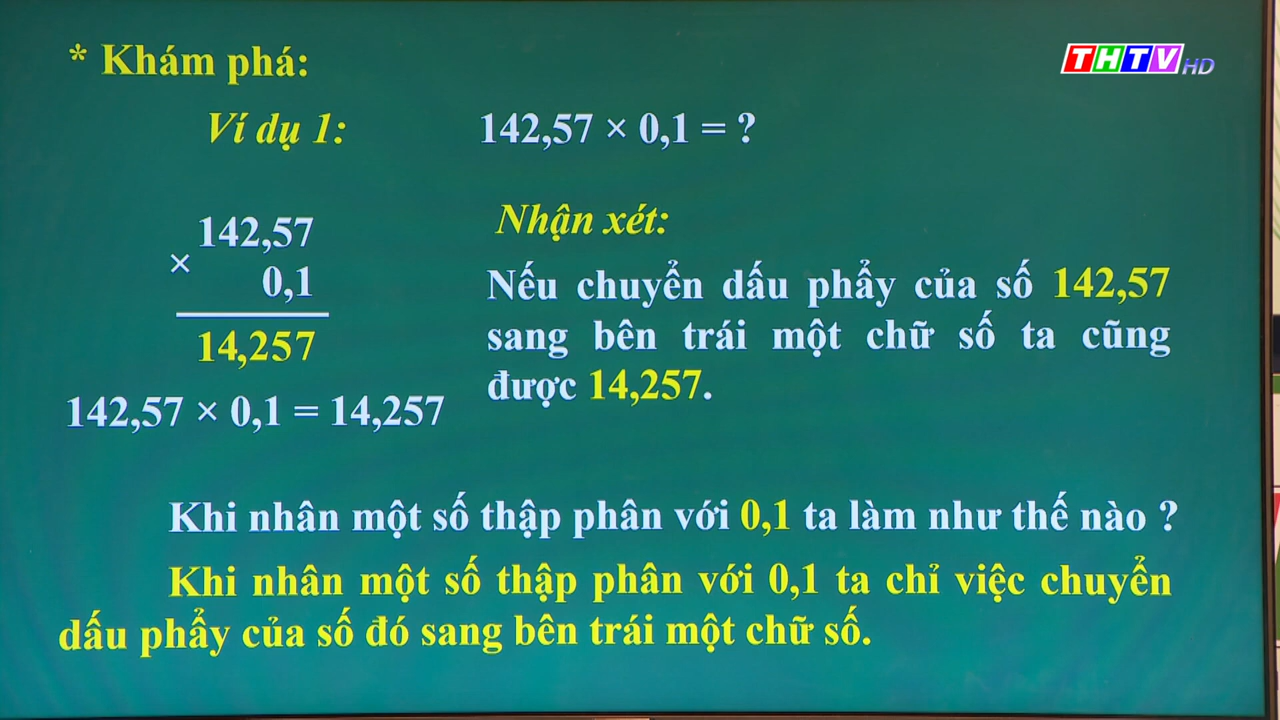 * Khám phá:
THTV HD
Ví dụ 1:
142,57 × 0,1 = ?
142,57
×
0,1
14,257
142,57 × 0,1 = 14,257
Nhận xét:
Nếu chuyển dấu phẩy của số 142,57
sang bên trái một chữ số ta cũng
được 14,257.
Khi nhân một số thập phân với 0,1 ta làm như thế nào ?
Khi nhân một số thập phân với 0,1 ta chỉ việc chuyển
dấu phẩy của số đó sang bên trái một chữ số.